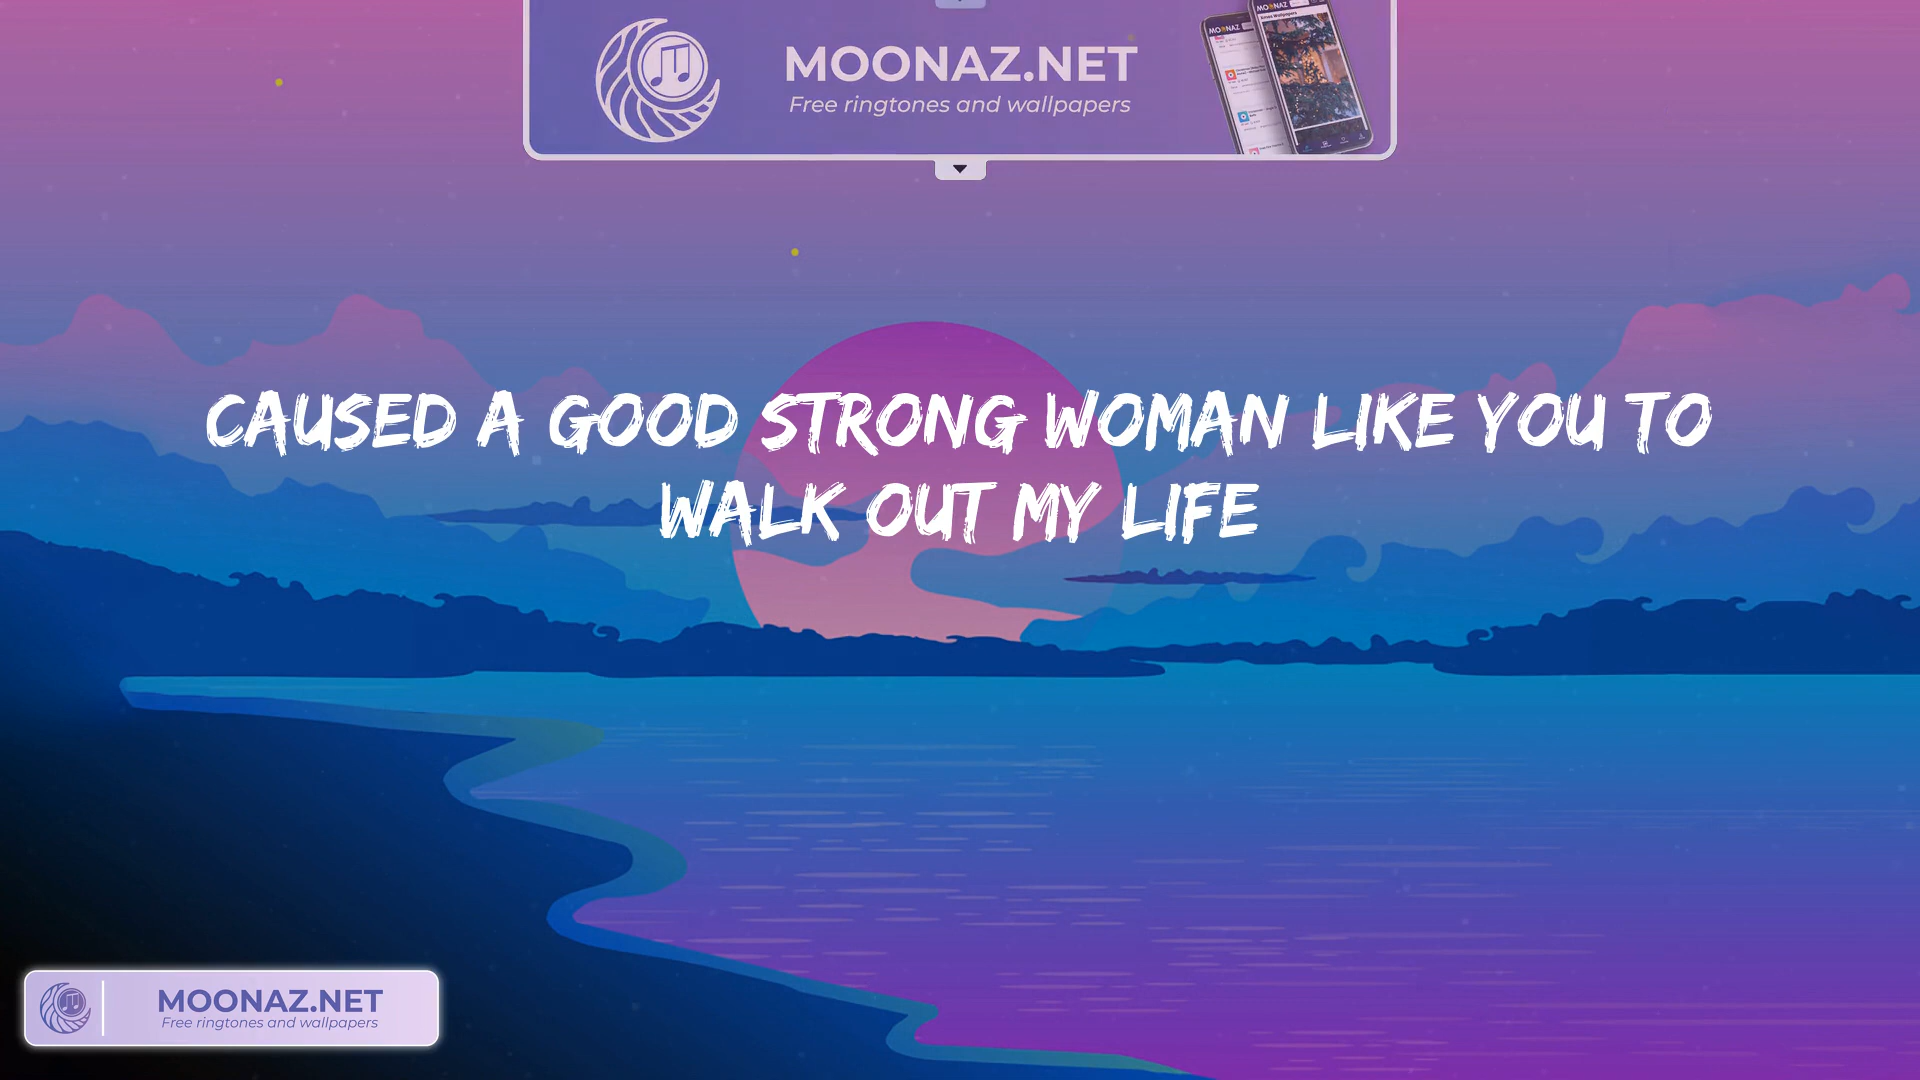 MOONAZ.NET
Free ringtones and wallpapers
CAUSED A GOOD STRONG WOMAN LIKE YOU TO
WALK OUT MY LIFE
MOONAZ.NET
Free ringtones and wallpapers